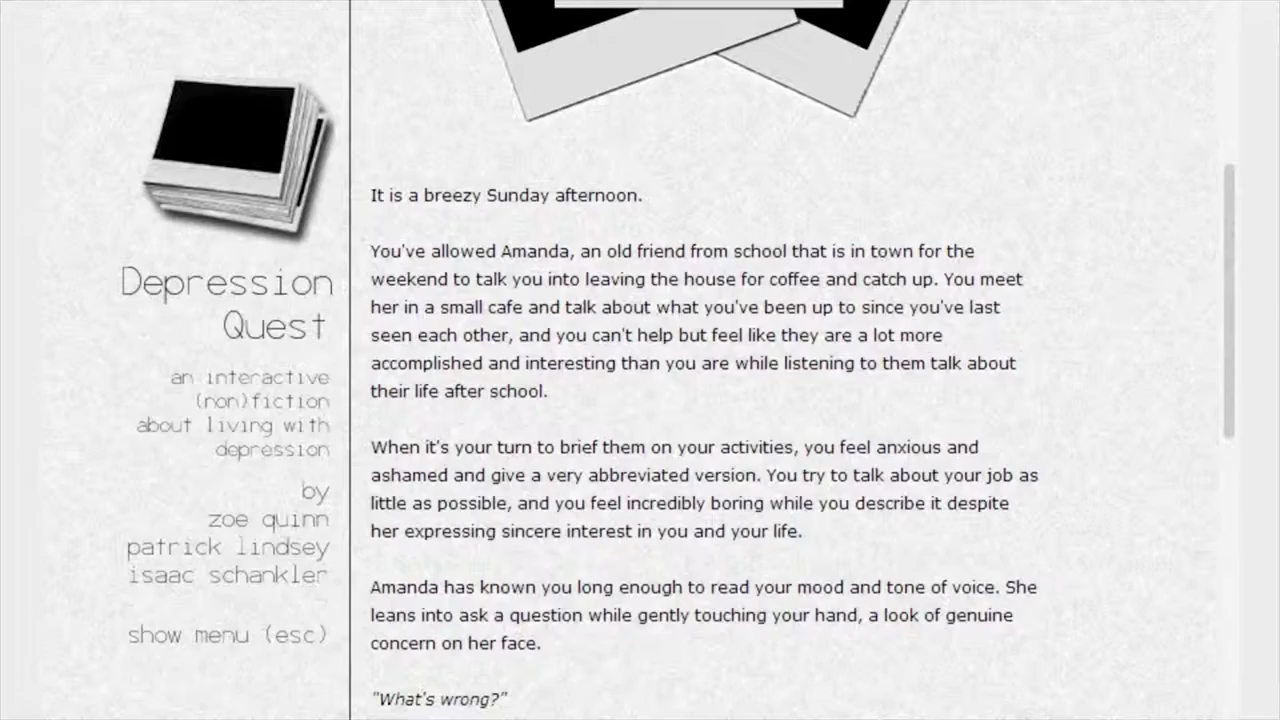 Depression
Quest
an interactive
(non)fiction
about living with
depression
by
zoe quinn
patrick lindsey
isaac schankler
show menu (esc)
It is a breezy Sunday afternoon.
You've allowed Amanda, an old friend from school that is in town for the
weekend to talk you into leaving the house for coffee and catch up. You meet
her in a small cafe and talk about what you've been up to since you've last
seen each other, and you can't help but feel like they are a lot more
accomplished and interesting than you are while listening to them talk about
their life after school.
When it's your turn to brief them on your activities, you feel anxious and
ashamed and give a very abbreviated version. You try to talk about your job as
little as possible, and you feel incredibly boring while you describe it despite
her expressing sincere interest in you and your life.
Amanda has known you long enough to read your mood and tone of voice. She
leans into ask a question while gently touching your hand, a look of genuine
concern on her face.
"What's wrong?"